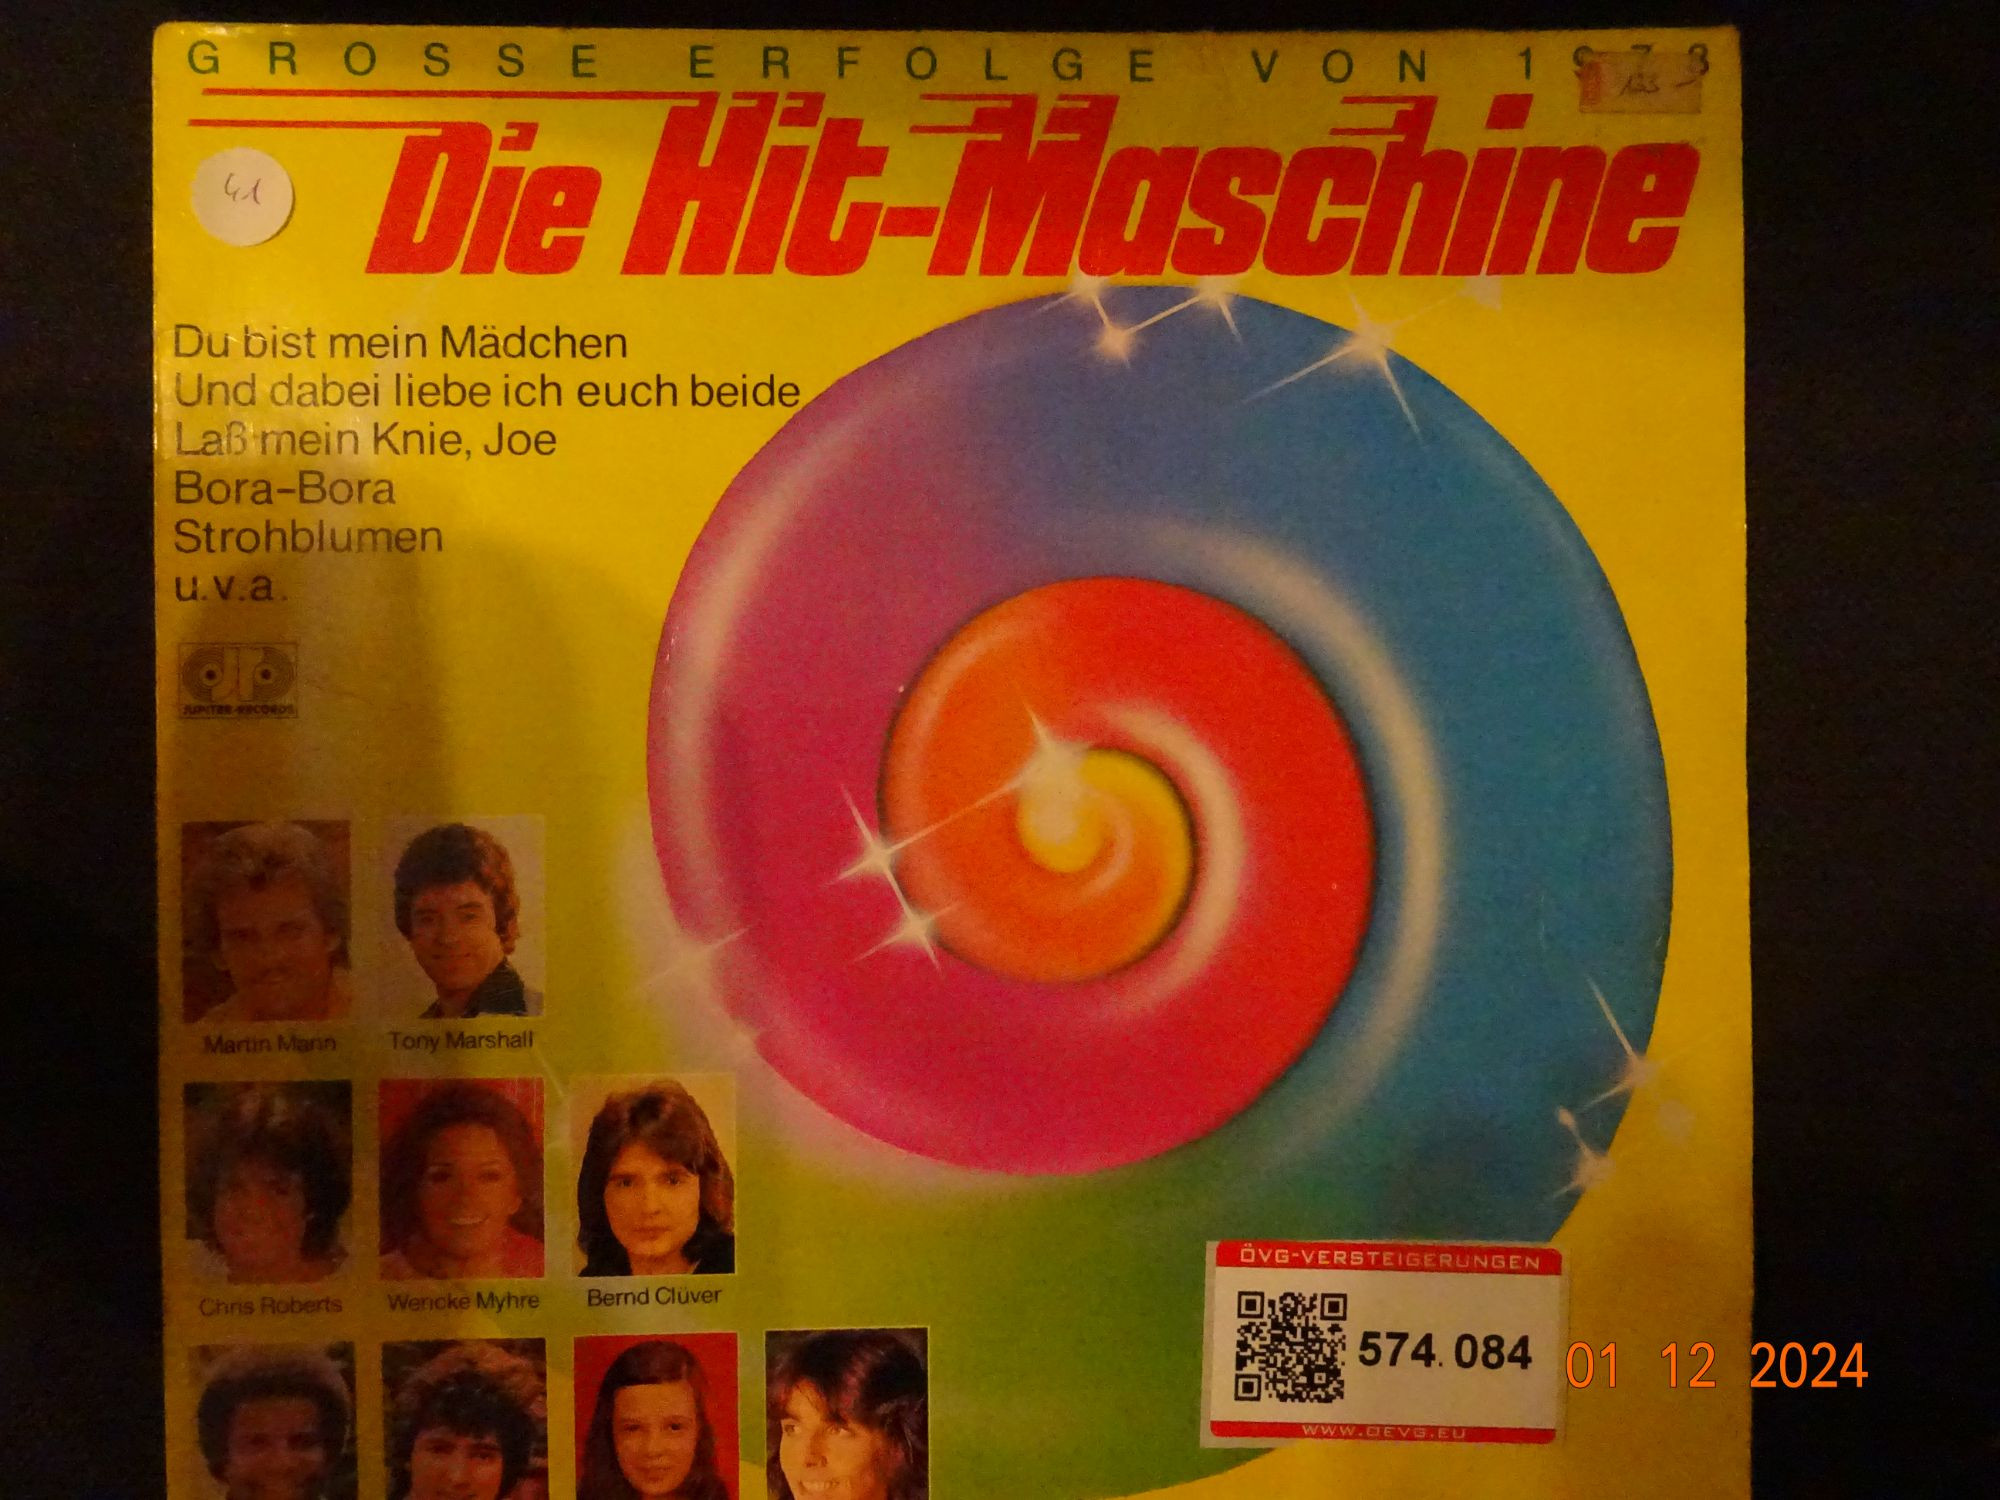 GROSSE ERFOLGE VON 1978
Die Hit-Maschine
41
Du bist mein Mädchen
Und dabei liebe ich euch beide
Laß mein Knie, Joe
Bora-Bora
Strohblumen
u.v.a.
JUPITER-RECORDS
Martin Mann
Tony Marshall
Chris Roberts
Wencke Myhre
Bernd Clüver
ÖVG-VERSTEIGERUNGEN
574.084
WWW.OEVG.EU
01 12 2024